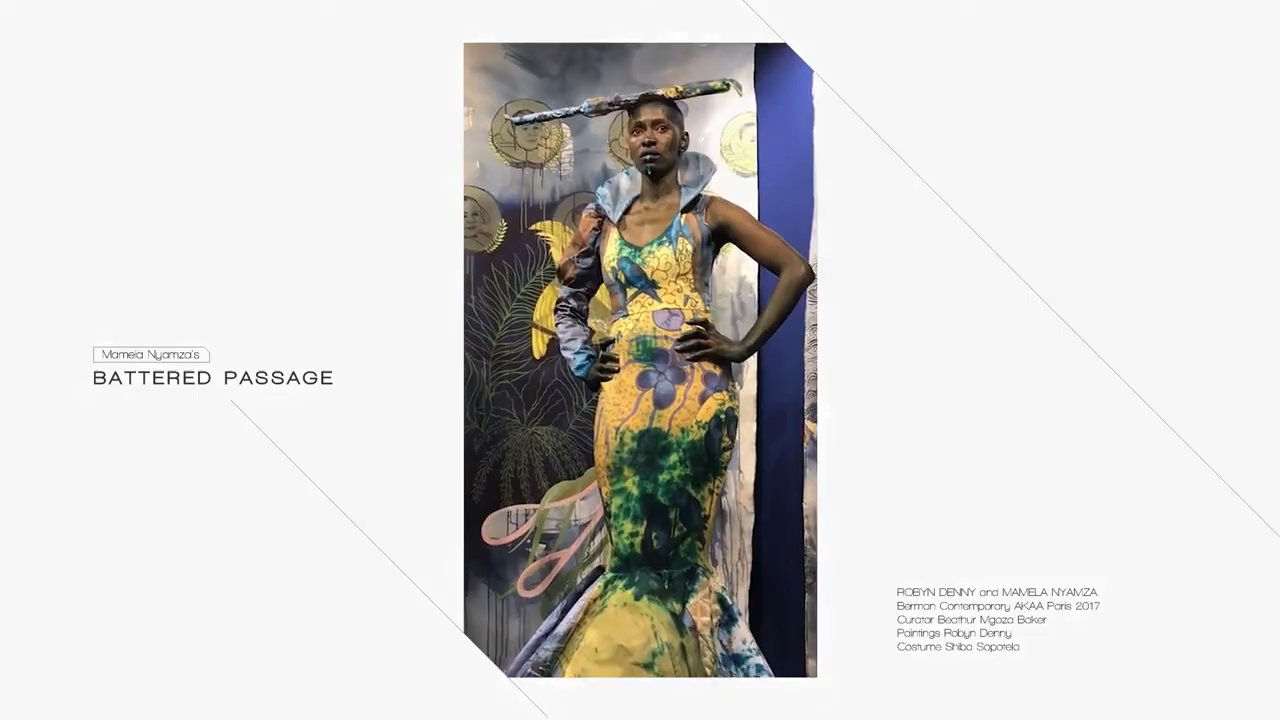 Mamela Nyamza's
BATTERED PASSAGE
ROBYN DENNY and MAMELA NYAMZA
Berman Contemporary AKAA Paris 2017
Curator Beathur Mgoza Baker
Paintings Robyn Denny
Costume Shiba Sopotela